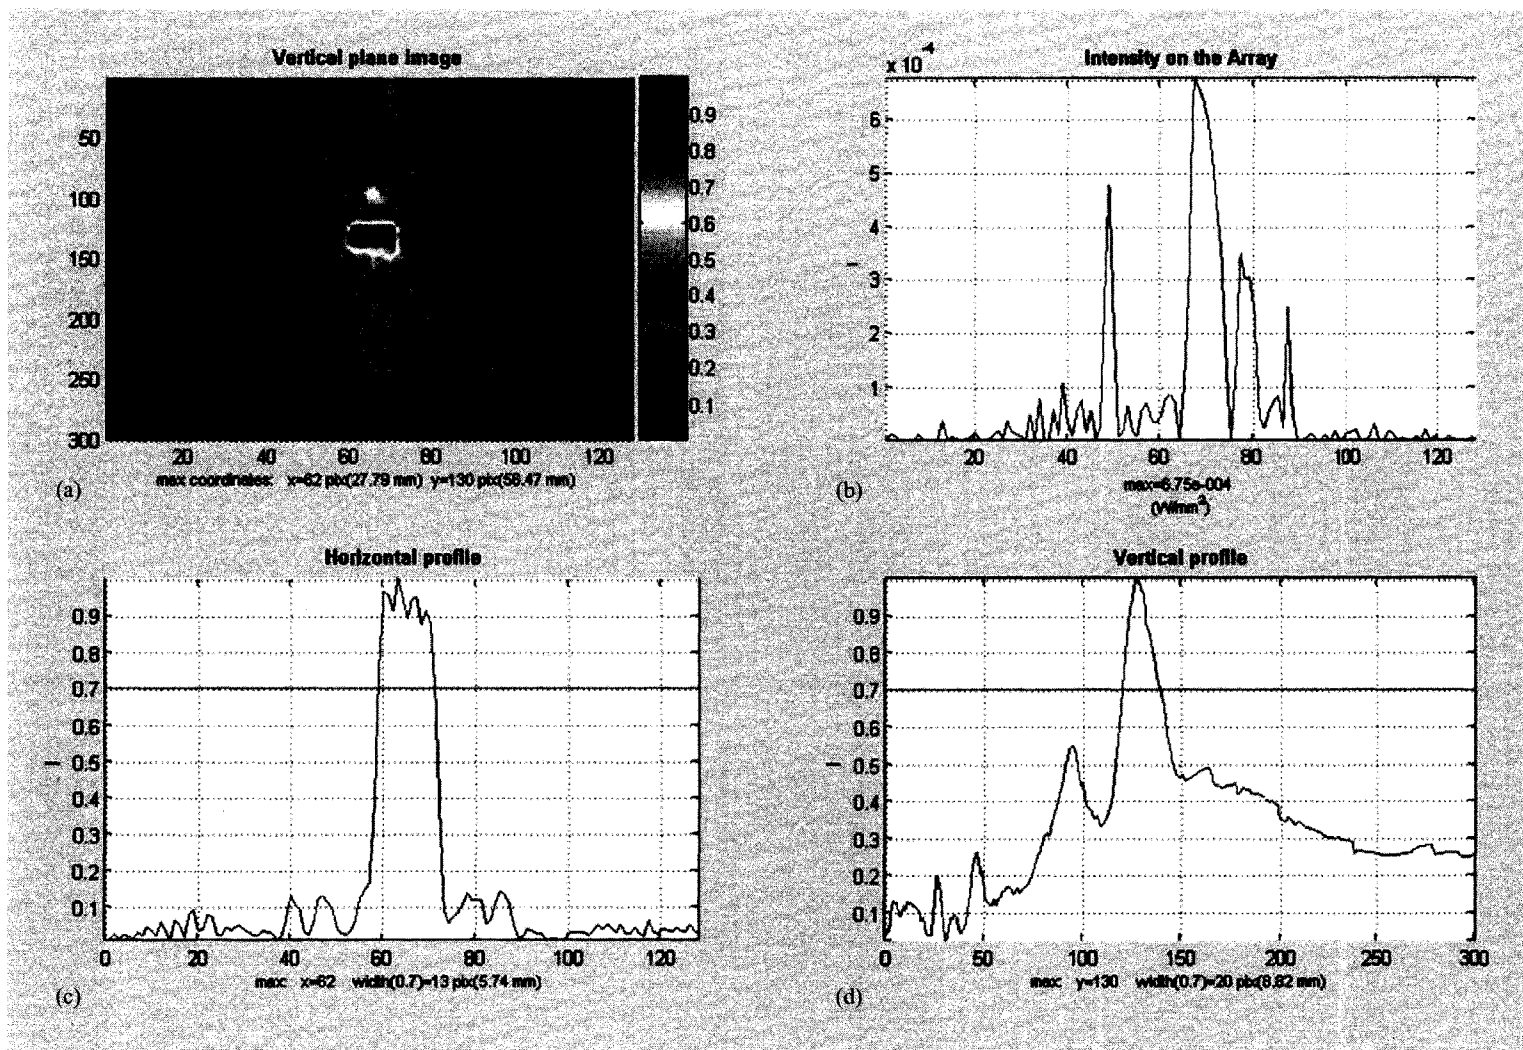 Vertical plane image
50
100
150
200
250
300
20 40 60 80 100 120
0.9
0.8
0.7
0.6
0.5
0.4
0.3
0.2
0.1
max coordinates: x=62 pix(27.79 mm) y=130 pix(58.47 mm)
(a)
Intensity on the Array
x 10-4
6
5
4
3
2
1
I
20 40 60 80 100 120
max=6.75e-004
(W/mm2)
(b)
Horizontal profile
0.9
0.8
0.7
0.6
0.5
0.4
0.3
0.2
0.1
I
0 20 40 60 80 100 120
max: x=62 width(0.7)=13 pix(5.74 mm)
(c)
Vertical profile
0.9
0.8
0.7
0.6
0.5
0.4
0.3
0.2
0.1
I
0 50 100 150 200 250 300
max: y=130 width(0.7)=20 pix(8.82 mm)
(d)